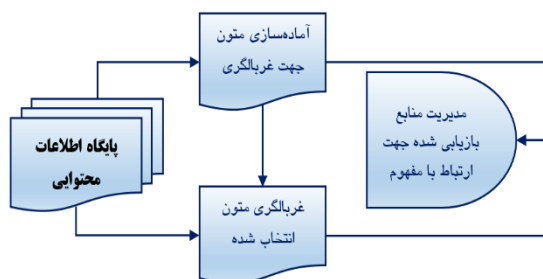 آماده‌سازی متون
جهت غربالگری
مدیریت منابع
بازیابی شده جهت
ارتباط با مفهوم
پایگاه اطلاعات
محتوایی
غربالگری متون
انتخاب شده